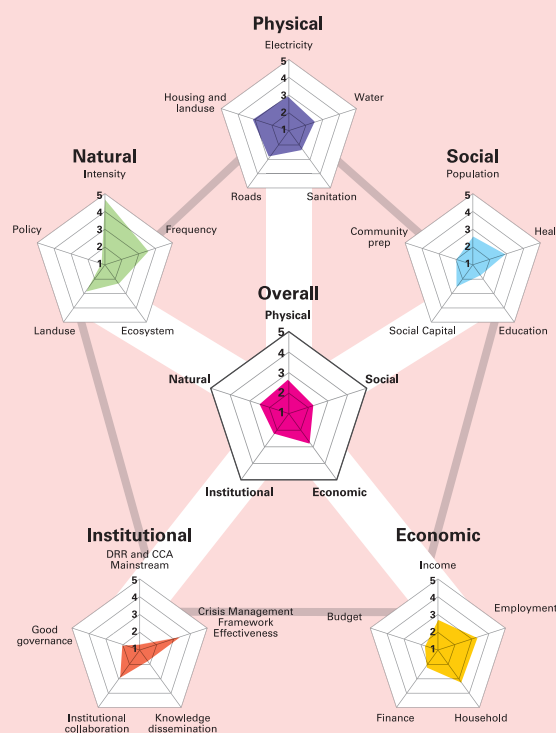 Physical
Electricity
5
4
3
2
1
Housing and
landuse
Water
Roads
Sanitation
Natural
Intensity
5
4
3
2
1
Policy
Frequency
Landuse
Ecosystem
Social
Population
5
4
3
2
1
Community
prep
Heal
Social Capital
Education
Overall
Physical
5
4
3
2
1
Natural
Social
Institutional
Economic
Institutional
DRR and CCA
Mainstream
5
4
3
2
1
Good
governance
Crisis Management
Framework
Effectiveness
Institutional
collaboration
Knowledge
dissemination
Economic
Income
5
4
3
2
1
Budget
Employment
Finance
Household